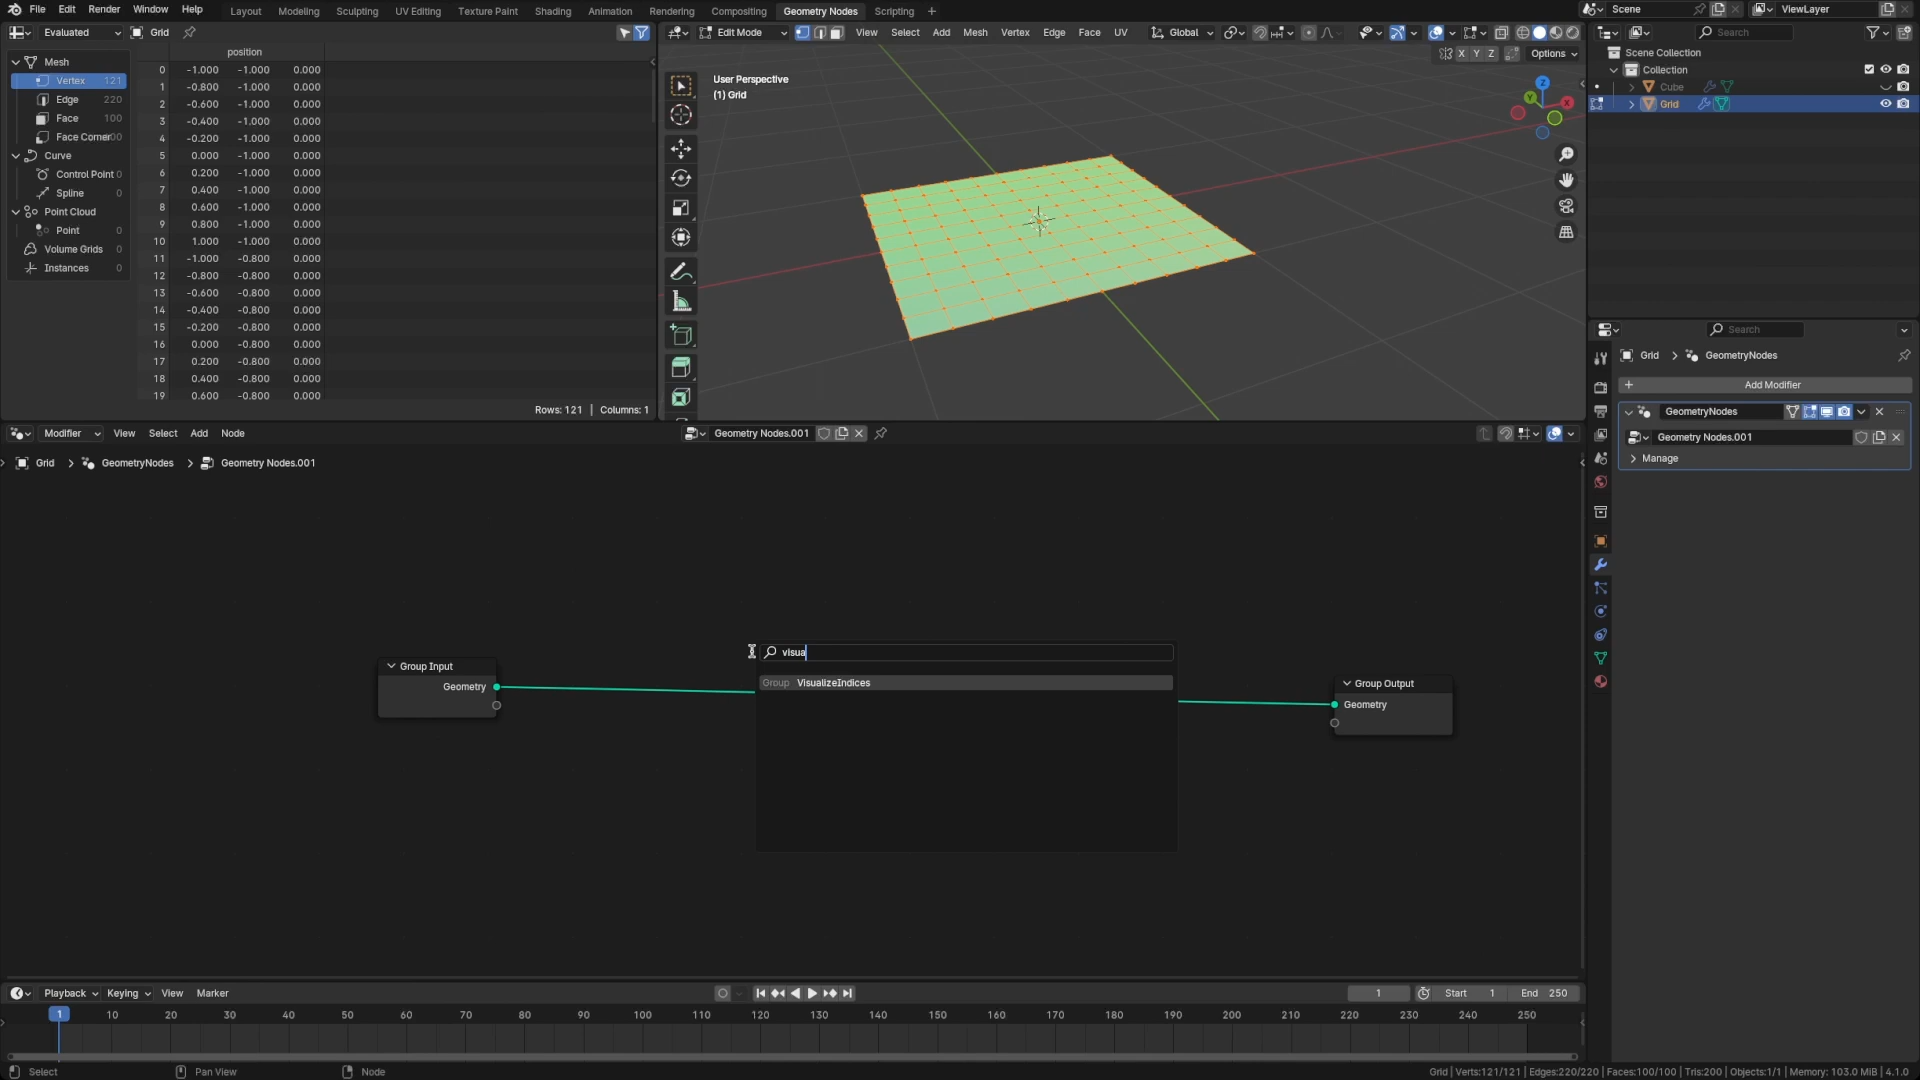 File Edit Render Window Help Layout Modeling Sculpting UV Editing Texture Paint Shading Animation Rendering Compositing Geometry Nodes Scripting +
Scene ViewLayer
Evaluated Grid
Edit Mode View Select Add Mesh Vertex Edge Face UV Global
Search
X Y Z Options
position
Mesh
Vertex 121
Edge 220
Face 100
Face Corner 00
Curve
Control Point 0
Spline 0
Point Cloud
Point 0
Volume Grids 0
Instances 0
0 -1.000 -1.000 0.000
1 -0.800 -1.000 0.000
2 -0.600 -1.000 0.000
3 -0.400 -1.000 0.000
4 -0.200 -1.000 0.000
5 0.000 -1.000 0.000
6 0.200 -1.000 0.000
7 0.400 -1.000 0.000
8 0.600 -1.000 0.000
9 0.800 -1.000 0.000
10 1.000 -1.000 0.000
11 -1.000 -0.800 0.000
12 -0.800 -0.800 0.000
13 -0.600 -0.800 0.000
14 -0.400 -0.800 0.000
15 -0.200 -0.800 0.000
16 0.000 -0.800 0.000
17 0.200 -0.800 0.000
18 0.400 -0.800 0.000
19 0.600 -0.800 0.000
Rows: 121 | Columns: 1
User Perspective
(1) Grid
Z
Y X
Scene Collection
Collection
Cube
Grid
Search
Grid > GeometryNodes
+ Add Modifier
GeometryNodes
Geometry Nodes.001
Manage
Modifier View Select Add Node Geometry Nodes.001
Grid > GeometryNodes > Geometry Nodes.001
Group Input
Geometry
visua
Group VisualizeIndices
Group Output
Geometry
Playback Keying View Marker 1 Start 1 End 250
1 10 20 30 40 50 60 70 80 90 100 110 120 130 140 150 160 170 180 190 200 210 220 230 240 250
Select Pan View Node Grid | Verts:121/121 | Edges:220/220 | Faces:100/100 | Tris:200 | Objects:1/1 | Memory: 103.0 MiB | 4.1.0